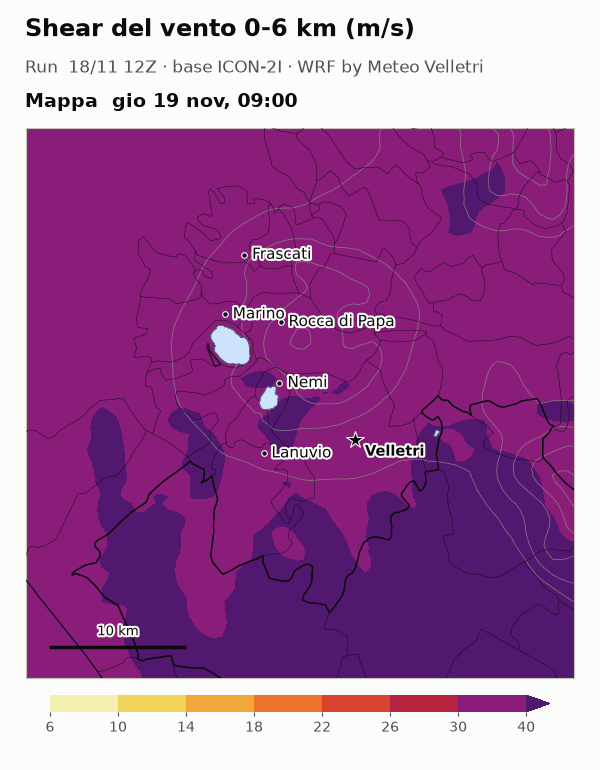 Shear del vento 0-6 km (m/s)
Run  18/11 12Z · base ICON-2I · WRF by Meteo Velletri
Mappa  gio 19 nov, 09:00
Frascati
Marino
Rocca di Papa
Nemi
Velletri
Lanuvio
10 km
6 10 14 18 22 26 30 40